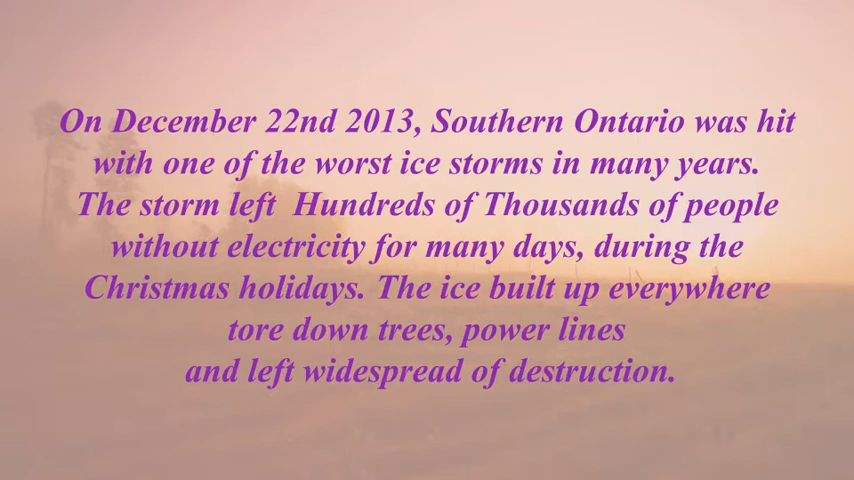 On December 22nd 2013, Southern Ontario was hit
with one of the worst ice storms in many years.
The storm left  Hundreds of Thousands of people
without electricity for many days, during the
Christmas holidays. The ice built up everywhere
tore down trees, power lines
and left widespread of destruction.